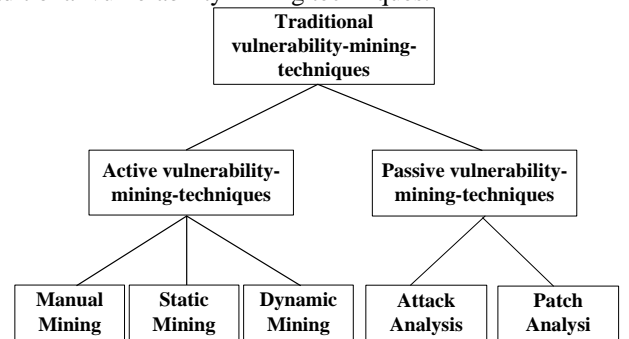 Traditional
vulnerability-mining-
techniques
Active vulnerability-
mining-techniques
Passive vulnerability-
mining-techniques
Manual
Mining
Static
Mining
Dynamic
Mining
Attack
Analysis
Patch
Analysi